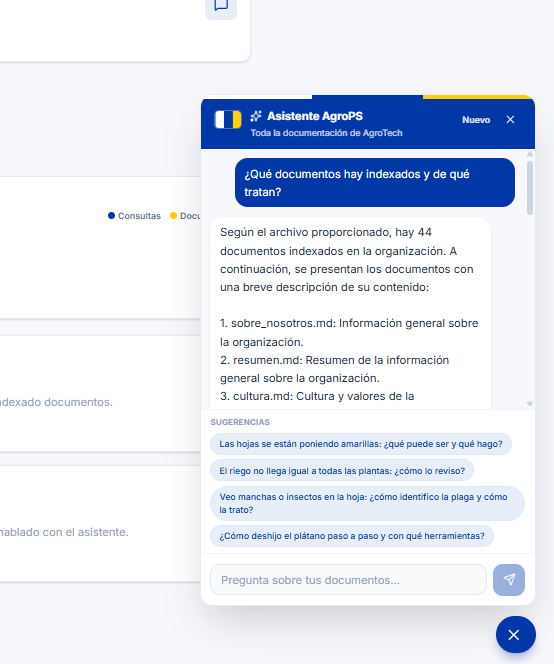 Asistente AgroPS
Nuevo
Toda la documentación de AgroTech
¿Qué documentos hay indexados y de qué
tratan?
Consultas
Según el archivo proporcionado, hay 44
documentos indexados en la organización. A
continuación, se presentan los documentos con
una breve descripción de su contenido:
1. sobre_nosotros.md: Información general sobre
la organización.
2. resumen.md: Resumen de la información
general sobre la organización.
3. cultura.md: Cultura y valores de la
documentos.
SUGERENCIAS
Las hojas se están poniendo amarillas: ¿qué puede ser y qué hago?
El riego no llega igual a todas las plantas: ¿cómo lo reviso?
Veo manchas o insectos en la hoja: ¿cómo identifico la plaga y cómo
la trato?
con el asistente.
¿Cómo deshijo el plátano paso a paso y con qué herramientas?
Pregunta sobre tus documentos...